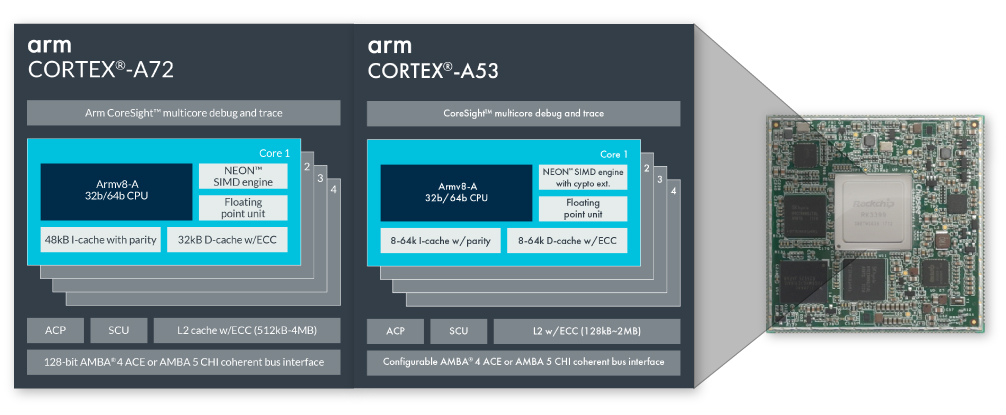 arm
CORTEX®-A72
Arm CoreSight™ multicore debug and trace
Core 1
2
3
4
Armv8-A
32b/64b CPU
NEON™
SIMD engine
Floating
point unit
48kB I-cache with parity
32kB D-cache w/ECC
ACP
SCU
L2 cache w/ECC (512kB-4MB)
128-bit AMBA® 4 ACE or AMBA 5 CHI coherent bus interface
arm
CORTEX®-A53
CoreSight™ multicore debug and trace
Core 1
2
3
4
Armv8-A
32b/64b CPU
NEON™ SIMD engine
with cypto ext.
Floating
point unit
8-64k I-cache w/parity
8-64k D-cache w/ECC
ACP
SCU
L2 w/ECC (128kB~2MB)
Configurable AMBA® 4 ACE or AMBA 5 CHI coherent bus interface